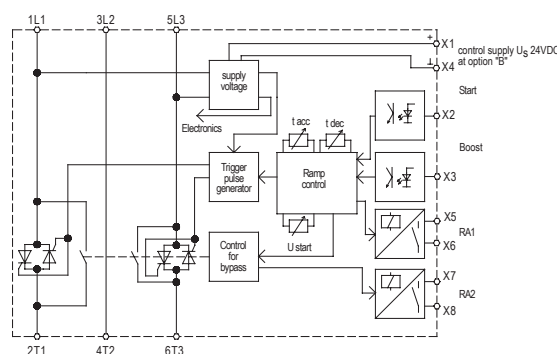 1L1
3L2
5L3
+
X1
control supply US 24VDC
⊥
X4
at option "B"
supply
voltage
Start
X2
Electronics
t acc
t dec
Boost
Trigger
pulse
generator
Ramp
control
X3
X5
RA1
X6
U start
Control
for
bypass
X7
RA2
X8
2T1
4T2
6T3